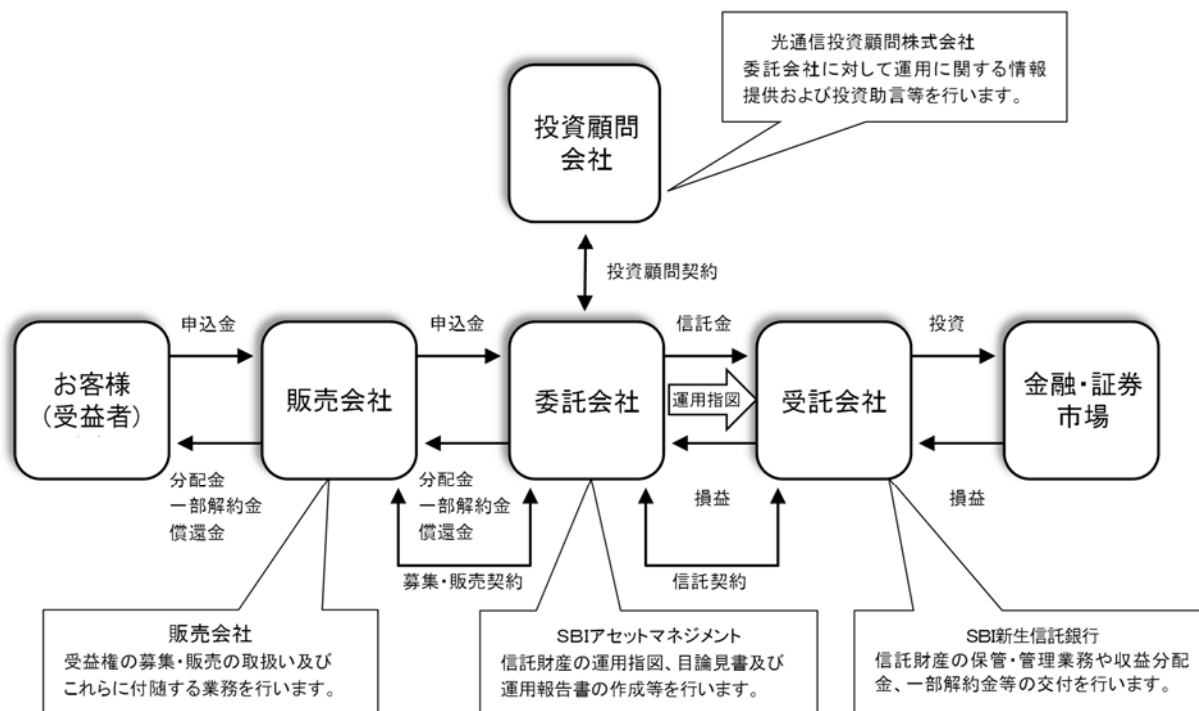 光通信投資顧問株式会社
委託会社に対して運用に関する情報
提供および投資助言等を行います。
投資顧問
会社
投資顧問契約
お客様
(受益者)
申込金
分配金
一部解約金
償還金
販売会社
申込金
分配金
一部解約金
償還金
募集・販売契約
委託会社
信託金
運用指図
損益
信託契約
受託会社
投資
損益
金融・証券
市場
販売会社
受益権の募集・販売の取扱い及び
これらに付随する業務を行います。
SBIアセットマネジメント
信託財産の運用指図、目論見書及び
運用報告書の作成等を行います。
SBI新生信託銀行
信託財産の保管・管理業務や収益分配
金、一部解約金等の交付を行います。